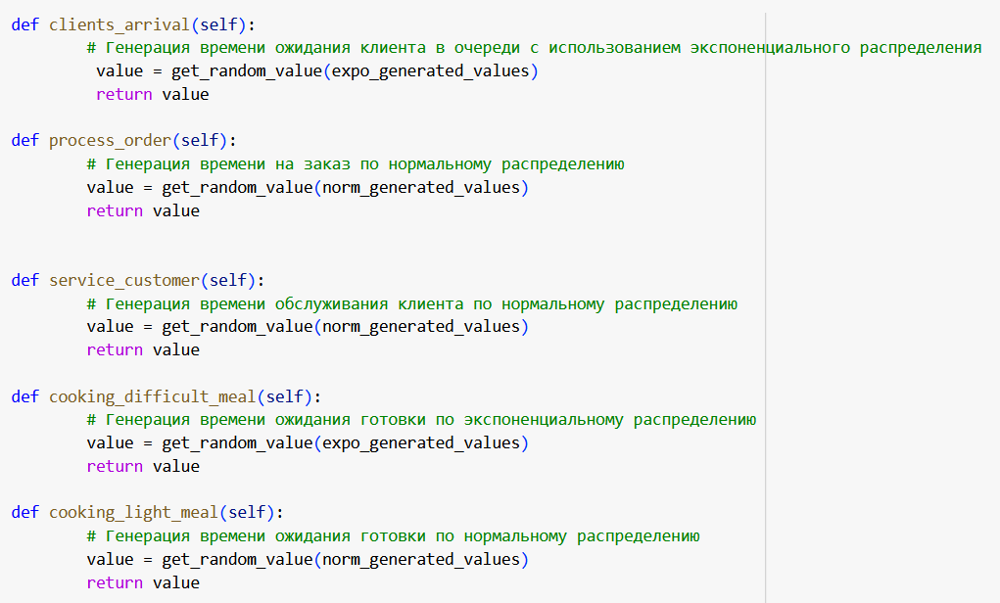 def clients_arrival(self):
# Генерация времени ожидания клиента в очереди с использованием экспоненциального распределения
value = get_random_value(expo_generated_values)
return value
def process_order(self):
# Генерация времени на заказ по нормальному распределению
value = get_random_value(norm_generated_values)
return value
def service_customer(self):
# Генерация времени обслуживания клиента по нормальному распределению
value = get_random_value(norm_generated_values)
return value
def cooking_difficult_meal(self):
# Генерация времени ожидания готовки по экспоненциальному распределению
value = get_random_value(expo_generated_values)
return value
def cooking_light_meal(self):
# Генерация времени ожидания готовки по нормальному распределению
value = get_random_value(norm_generated_values)
return value